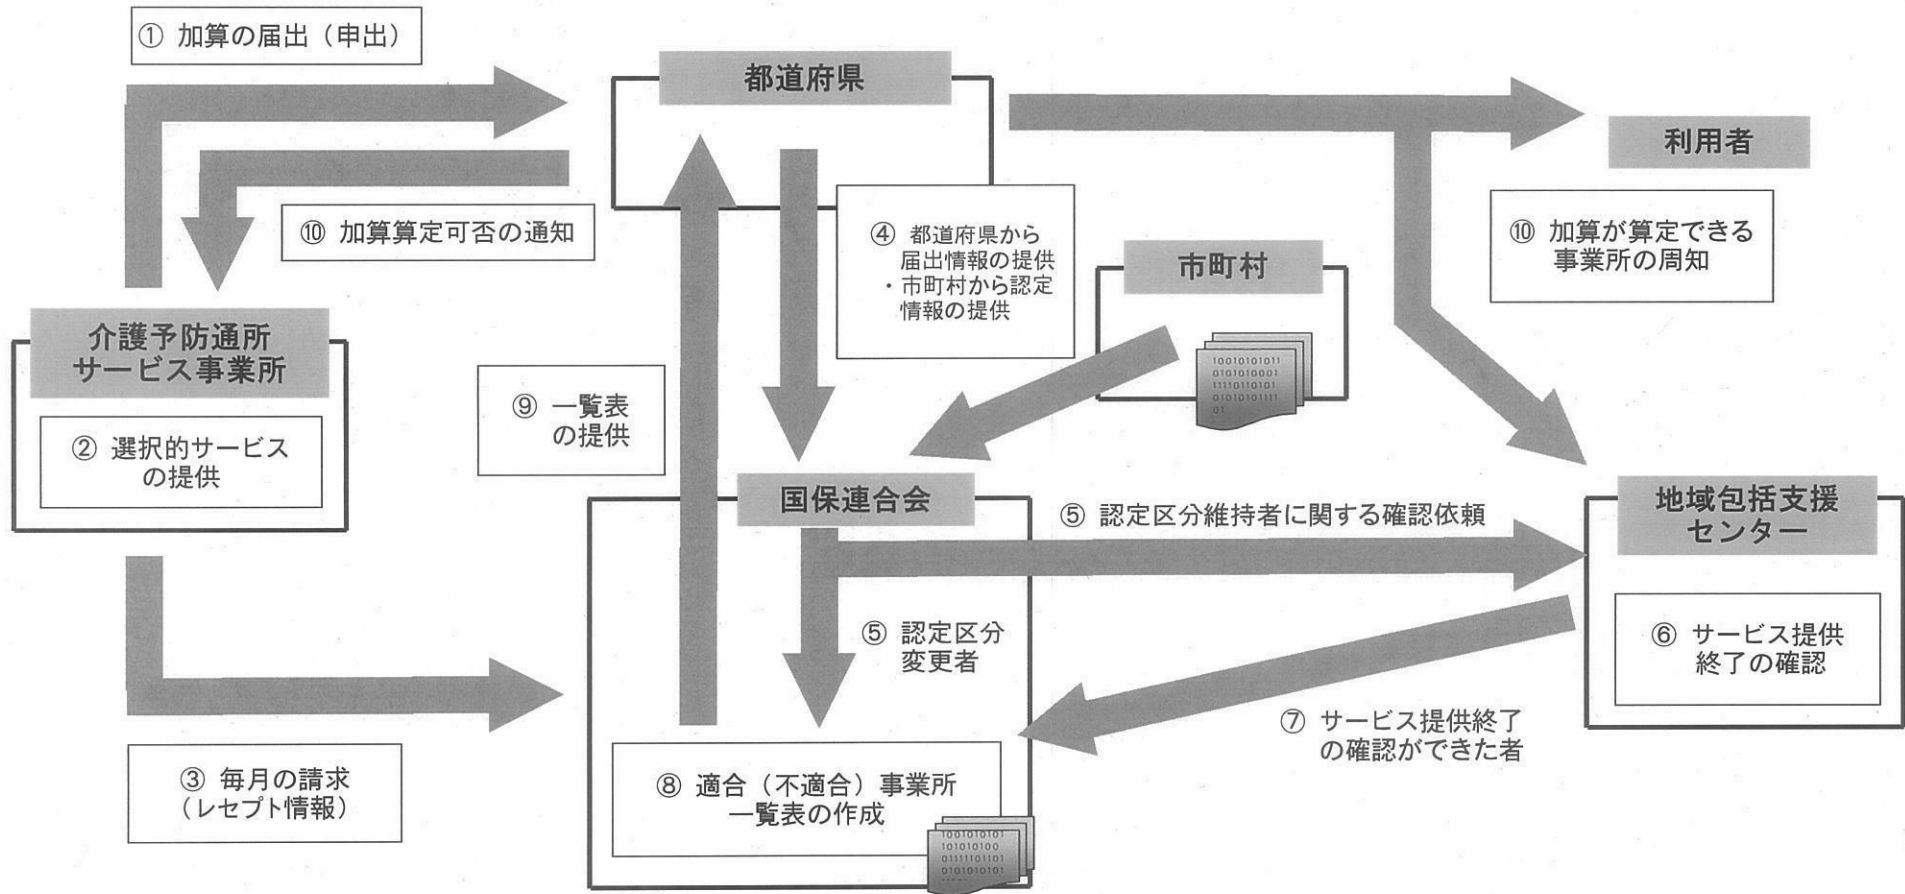 ① 加算の届出（申出）
都道府県
利用者
⑩ 加算算定可否の通知
④ 都道府県から
届出情報の提供
・市町村から認定
情報の提供
市町村
⑩ 加算が算定できる
事業所の周知
10010101011
0101010001
11110110101
01010101111
01
介護予防通所
サービス事業所
② 選択的サービス
の提供
⑨ 一覧表
の提供
国保連合会
⑤ 認定区分維持者に関する確認依頼
地域包括支援
センター
⑤ 認定区分
変更者
⑥ サービス提供
終了の確認
⑦ サービス提供終了
の確認ができた者
③ 毎月の請求
（レセプト情報）
⑧ 適合（不適合）事業所
一覧表の作成
1001010101
101010100
01111101101
0101010101